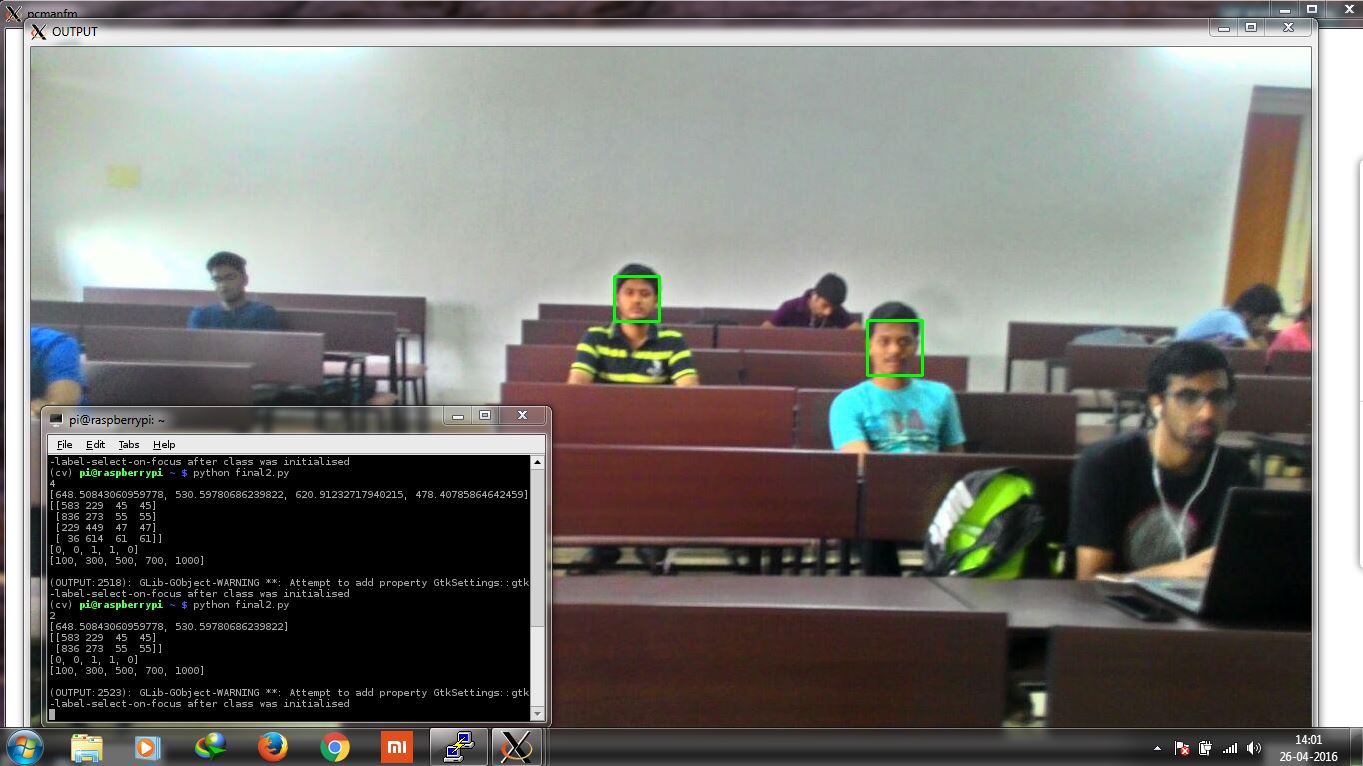 pcmanfm
OUTPUT
pi@raspberrypi: ~
File Edit Tabs Help
-label-select-on-focus after class was initialised
(cv) pi@raspberrypi ~ $ python final2.py
4
[648.50843060959778, 530.59780686239822, 620.91232717940215, 478.40785864642459]
[[583 229 45 45]
[836 273 55 55]
[229 449 47 47]
[ 36 614 61 61]]
[0, 0, 1, 1, 0]
[100, 300, 500, 700, 1000]
(OUTPUT:2518): GLib-GObject-WARNING **: Attempt to add property GtkSettings::gtk
-label-select-on-focus after class was initialised
(cv) pi@raspberrypi ~ $ python final2.py
2
[648.50843060959778, 530.59780686239822]
[[583 229 45 45]
[836 273 55 55]]
[0, 0, 1, 1, 0]
[100, 300, 500, 700, 1000]
(OUTPUT:2523): GLib-GObject-WARNING **: Attempt to add property GtkSettings::gtk
-label-select-on-focus after class was initialised
mi
14:01
26-04-2016